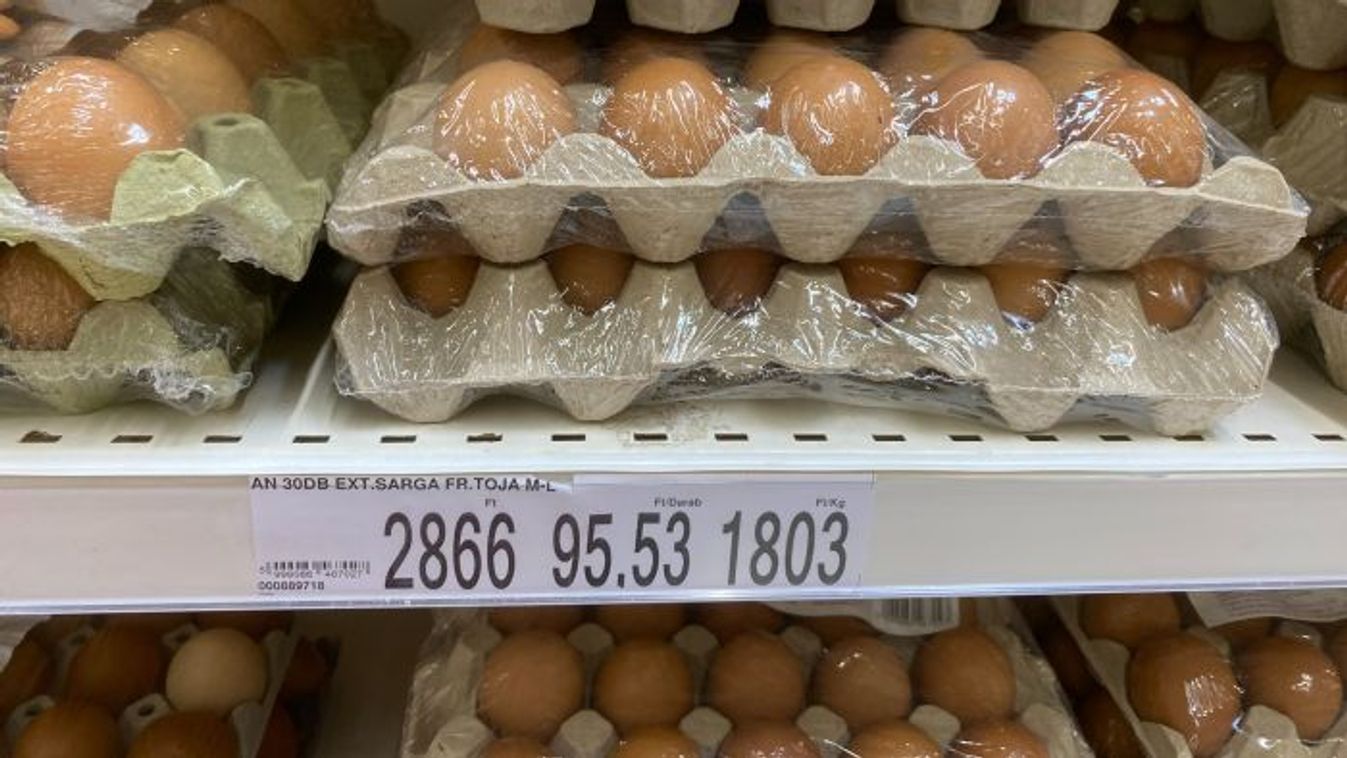 AN 30DB EXT.SARGA FR.TOJA M-L
Ft Ft/Darab Ft/Kg
2866 95,53 1803
000889718